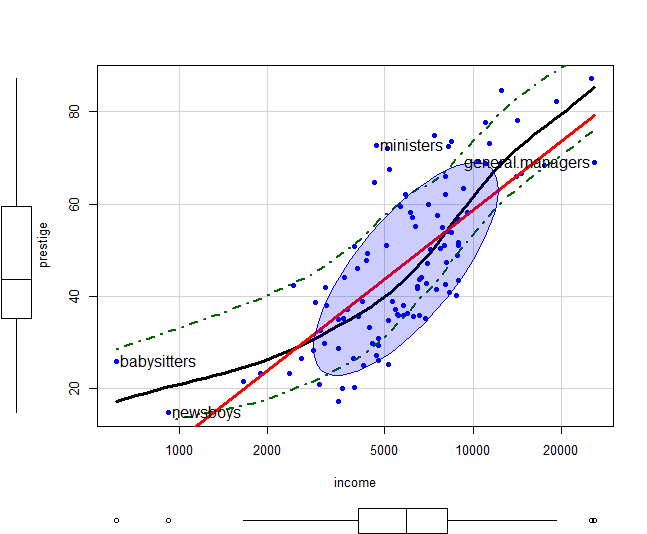 80
60
40
20
prestige
ministers
general.managers
babysitters
newsboys
1000 2000 5000 10000 20000
income